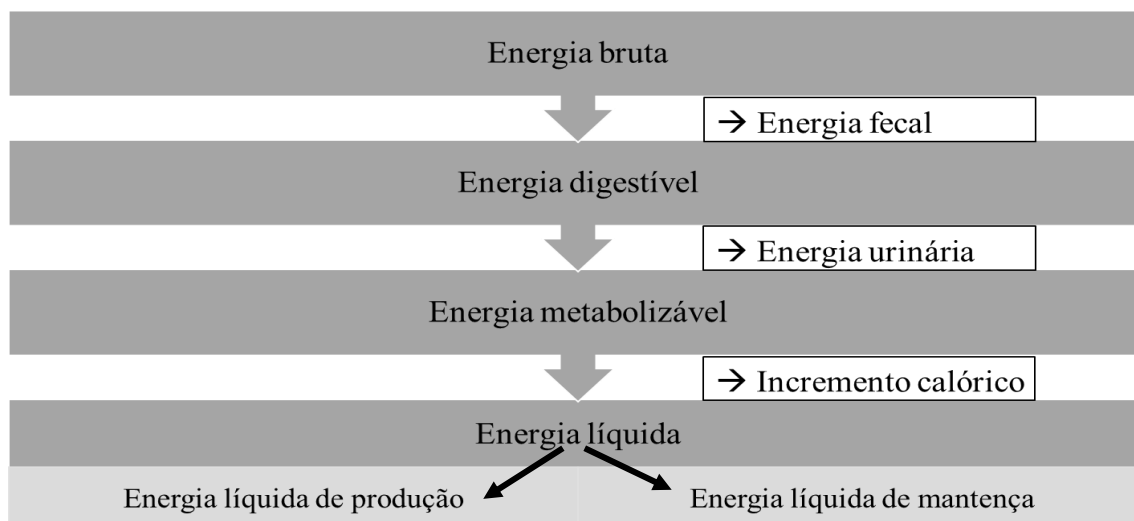 Energia bruta
→ Energia fecal
Energia digestível
→ Energia urinária
Energia metabolizável
→ Incremento calórico
Energia líquida
Energia líquida de produção
Energia líquida de mantença